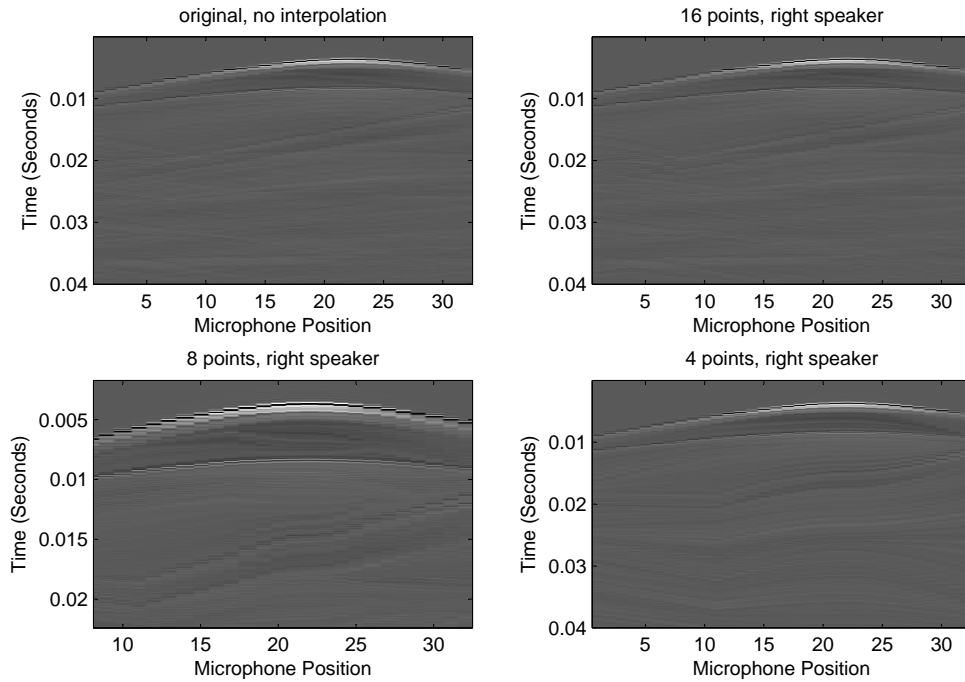 original, no interpolation
Time (Seconds)
0.01
0.02
0.03
0.04
5 10 15 20 25 30
Microphone Position
16 points, right speaker
Time (Seconds)
0.01
0.02
0.03
0.04
5 10 15 20 25 30
Microphone Position
8 points, right speaker
Time (Seconds)
0.005
0.01
0.015
0.02
10 15 20 25 30
Microphone Position
4 points, right speaker
Time (Seconds)
0.01
0.02
0.03
0.04
5 10 15 20 25 30
Microphone Position